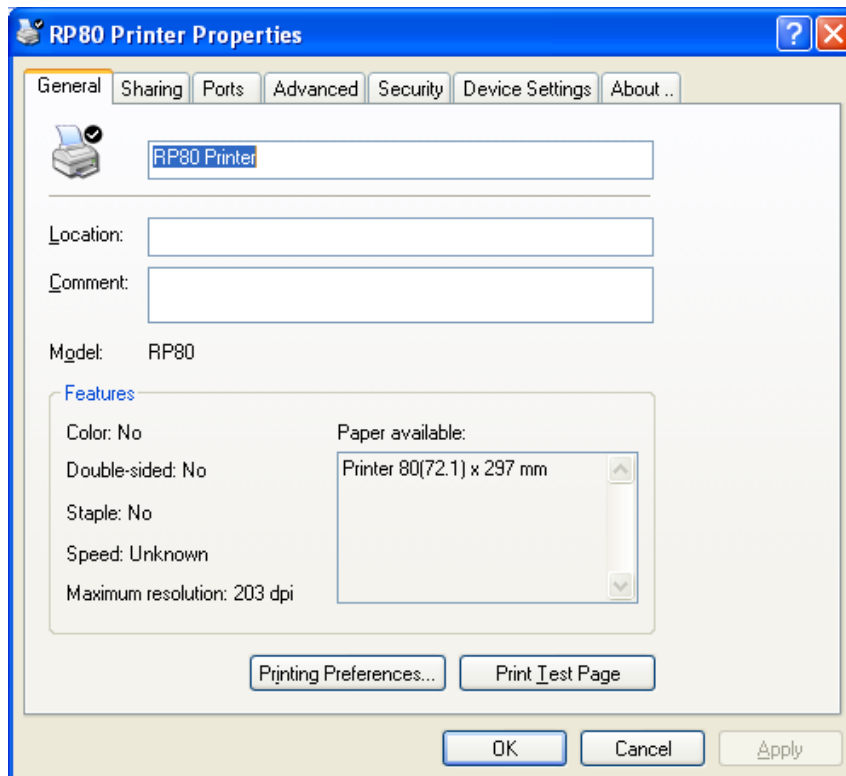 RP80 Printer Properties
General Sharing Ports Advanced Security Device Settings About ..
RP80 Printer
Location:
Comment:
Model: RP80
Features
Color: No Paper available:
Double-sided: No Printer 80(72.1) x 297 mm
Staple: No
Speed: Unknown
Maximum resolution: 203 dpi
Printing Preferences... Print Test Page
OK Cancel Apply